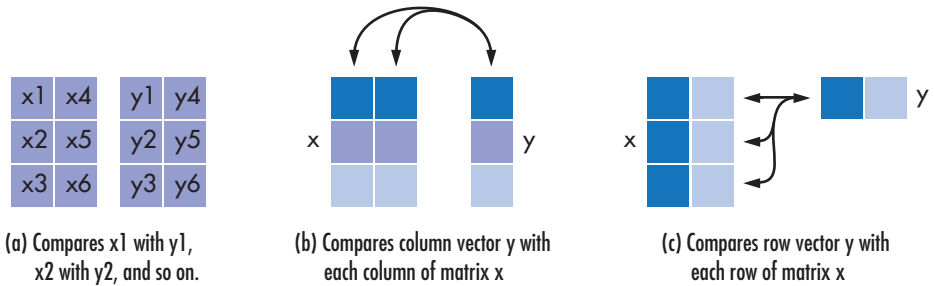 x1 x4 y1 y4
x2 x5 y2 y5
x3 x6 y3 y6
(a) Compares x1 with y1,
x2 with y2, and so on.
x y
(b) Compares column vector y with
each column of matrix x
y
x
(c) Compares row vector y with
each row of matrix x